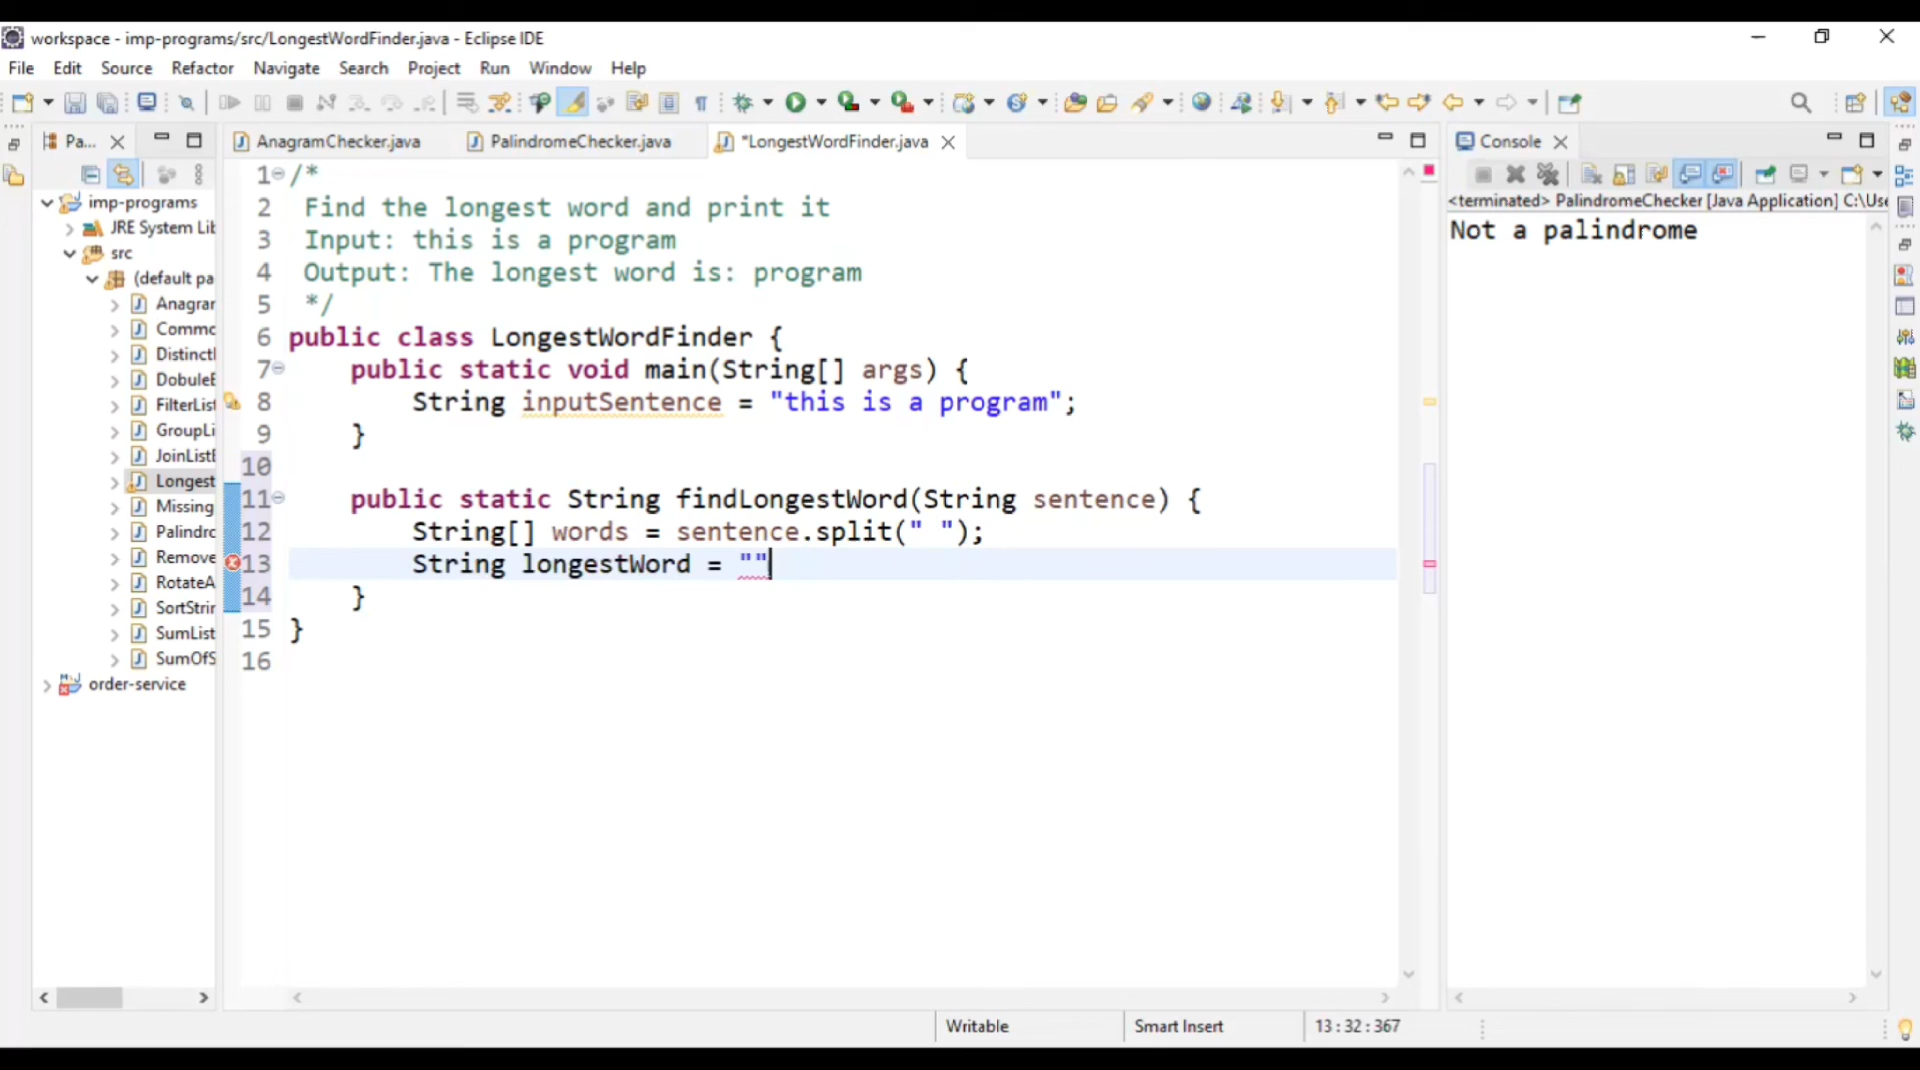 workspace - imp-programs/src/LongestWordFinder.java - Eclipse IDE
File Edit Source Refactor Navigate Search Project Run Window Help
Pa... AnagramChecker.java PalindromeChecker.java *LongestWordFinder.java Console
<terminated> PalindromeChecker [Java Application] C:\Use
Not a palindrome
imp-programs
JRE System Lib
src
(default pa
Anagrar
Commo
Distinctl
DobuleE
FilterList
GroupLi
JoinListE
Longest
Missing
Palindro
Remove
RotateA
SortStrir
SumList
SumOfS
order-service
1 /*
2 Find the longest word and print it
3 Input: this is a program
4 Output: The longest word is: program
5 */
6 public class LongestWordFinder {
7 public static void main(String[] args) {
8 String inputSentence = "this is a program";
9 }
10
11 public static String findLongestWord(String sentence) {
12 String[] words = sentence.split(" ");
13 String longestWord = ""
14 }
15 }
16
Writable Smart Insert 13 : 32 : 367